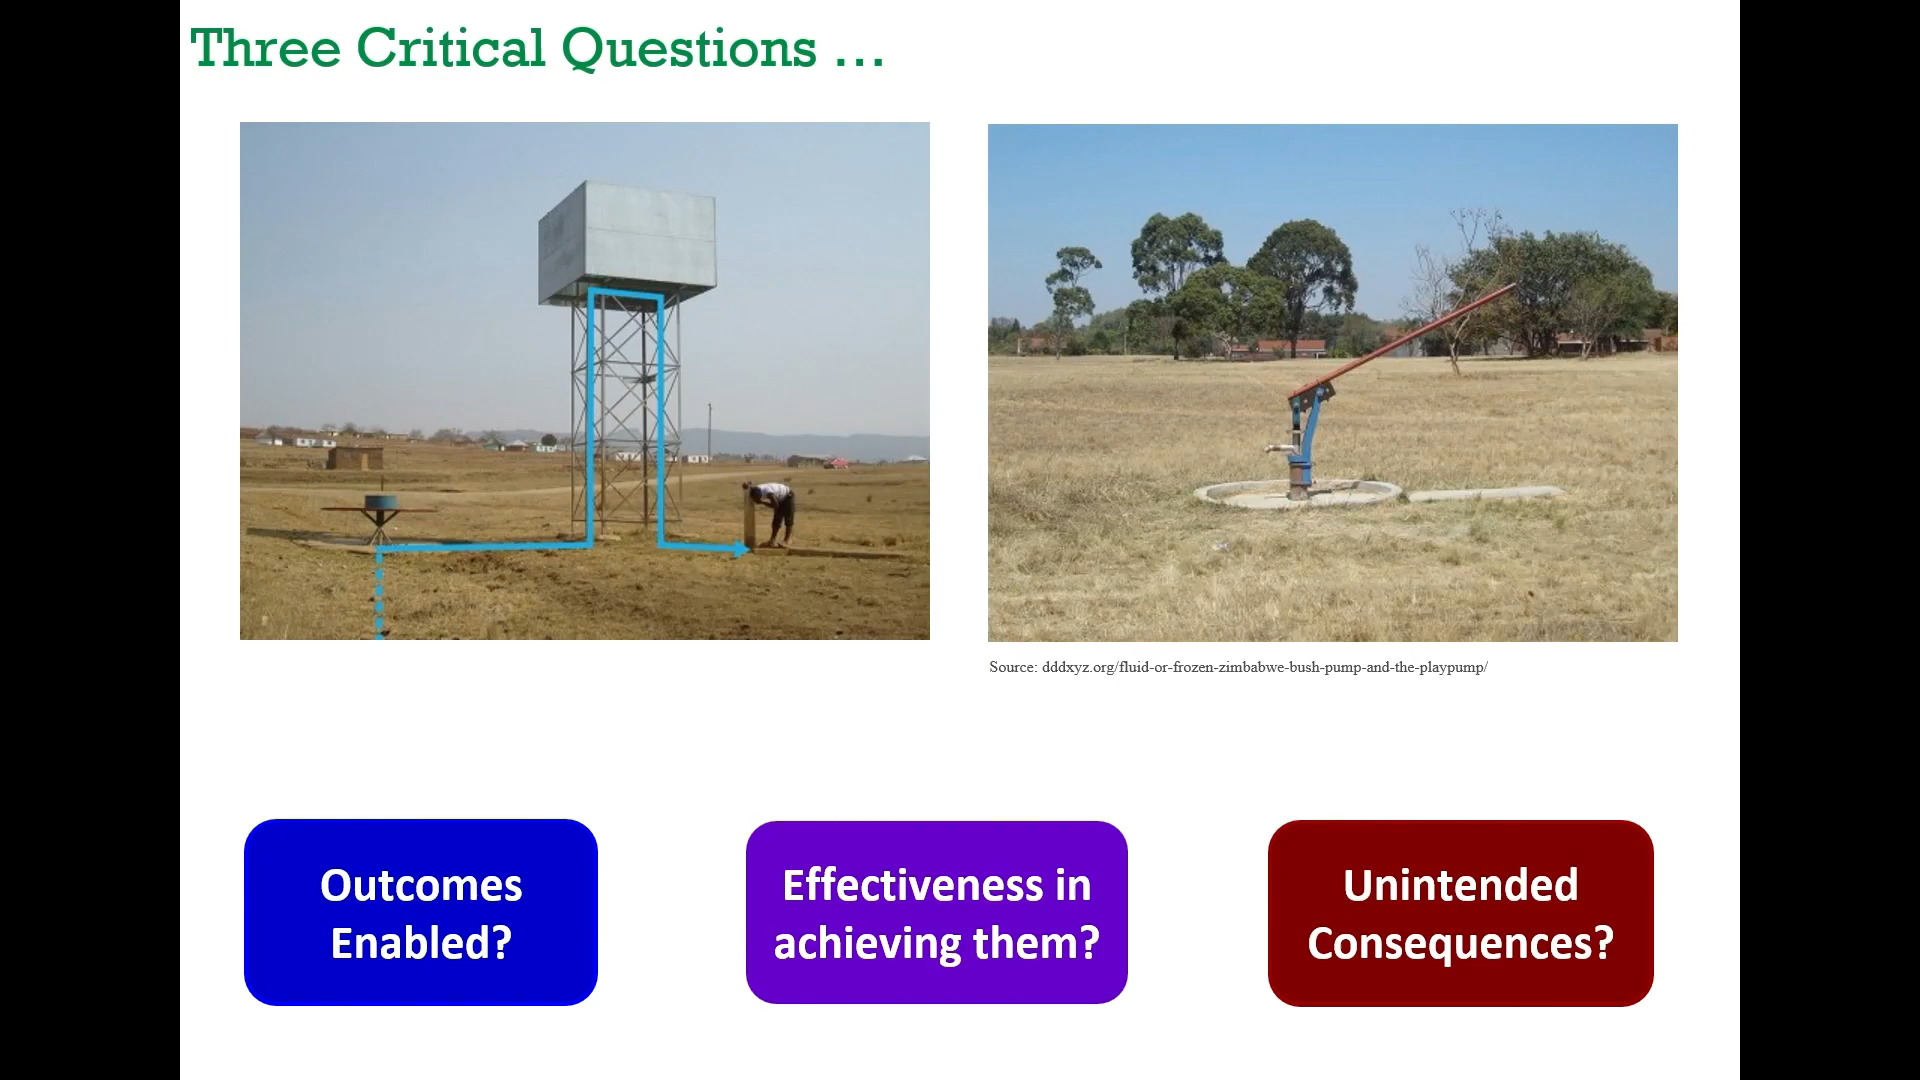 Three Critical Questions ...
Source: dddxyz.org/fluid-or-frozen-zimbabwe-bush-pump-and-the-playpump/
Outcomes
Enabled?
Effectiveness in
achieving them?
Unintended
Consequences?